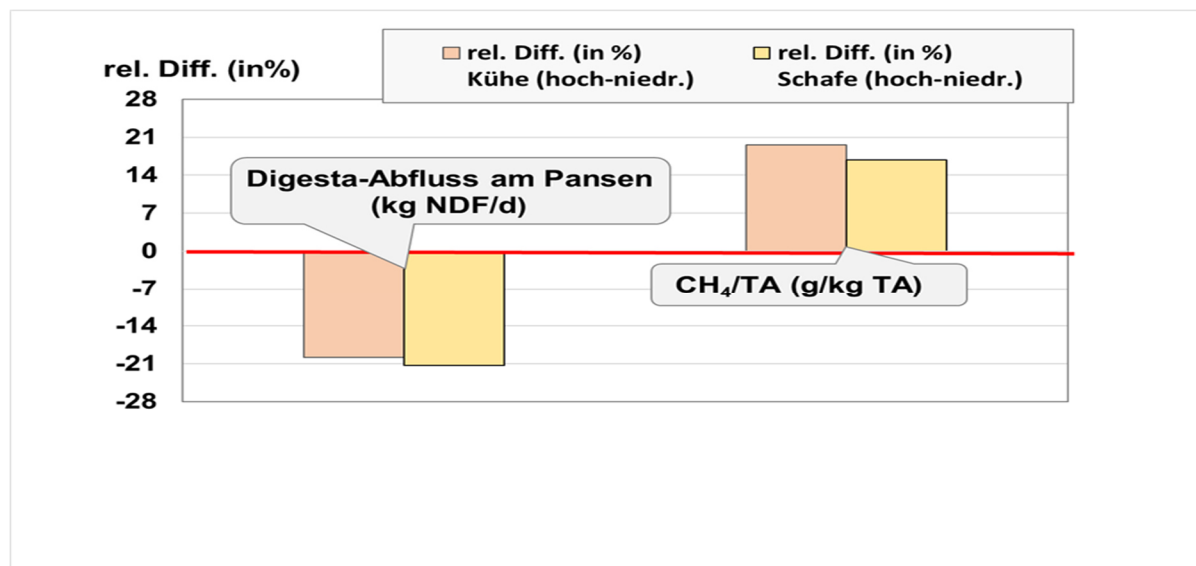 rel. Diff. (in%)
rel. Diff. (in %)
Kühe (hoch-niedr.)
rel. Diff. (in %)
Schafe (hoch-niedr.)
28
21
14
7
0
-7
-14
-21
-28
Digesta-Abfluss am Pansen
(kg NDF/d)
CH₄/TA (g/kg TA)